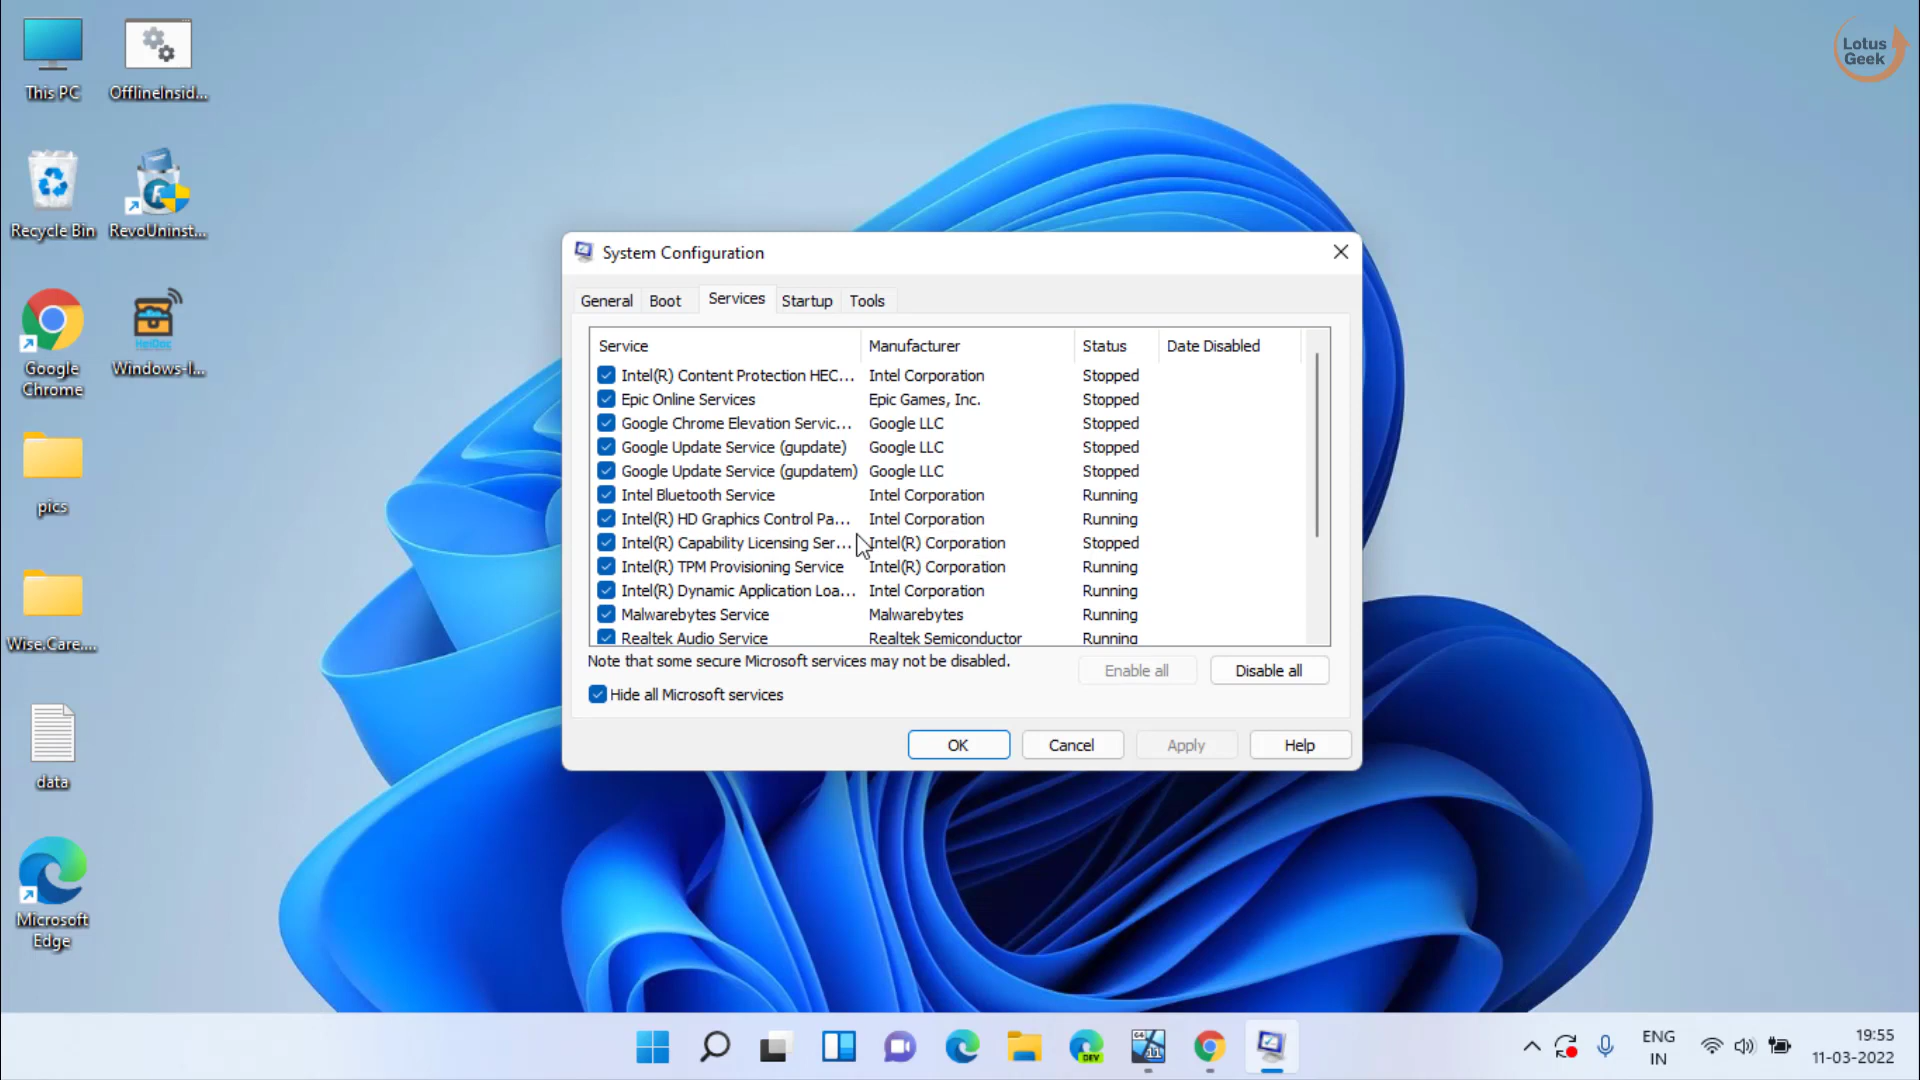 Lotus
Geek
This PC
OfflineInsid...
Recycle Bin
RevoUninst...
Google
Chrome
HeiDoc
Windows-I...
pics
Wise.Care....
data
Microsoft
Edge
System Configuration
General Boot Services Startup Tools
Service Manufacturer Status Date Disabled
Intel(R) Content Protection HEC... Intel Corporation Stopped
Epic Online Services Epic Games, Inc. Stopped
Google Chrome Elevation Servic... Google LLC Stopped
Google Update Service (gupdate) Google LLC Stopped
Google Update Service (gupdatem) Google LLC Stopped
Intel Bluetooth Service Intel Corporation Running
Intel(R) HD Graphics Control Pa... Intel Corporation Running
Intel(R) Capability Licensing Ser... Intel(R) Corporation Stopped
Intel(R) TPM Provisioning Service Intel(R) Corporation Running
Intel(R) Dynamic Application Loa... Intel Corporation Running
Malwarebytes Service Malwarebytes Running
Realtek Audio Service Realtek Semiconductor Running
Note that some secure Microsoft services may not be disabled.
Enable all Disable all
Hide all Microsoft services
OK Cancel Apply Help
DEV
64
11
ENG
IN
19:55
11-03-2022